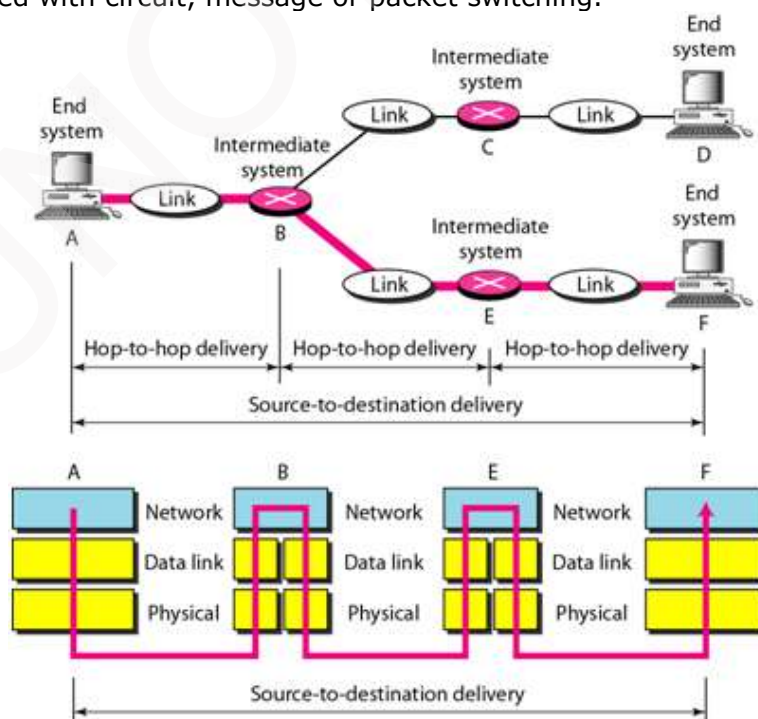 ed with circuit, message or packet switching.
End
system
Intermediate
system
Link
Link
C
D
End
system
Intermediate
system
Link
A
B
End
system
Intermediate
system
Link
Link
E
F
Hop-to-hop delivery
Hop-to-hop delivery
Hop-to-hop delivery
Source-to-destination delivery
A
B
E
F
Network
Network
Network
Data link
Data link
Data link
Physical
Physical
Physical
Source-to-destination delivery